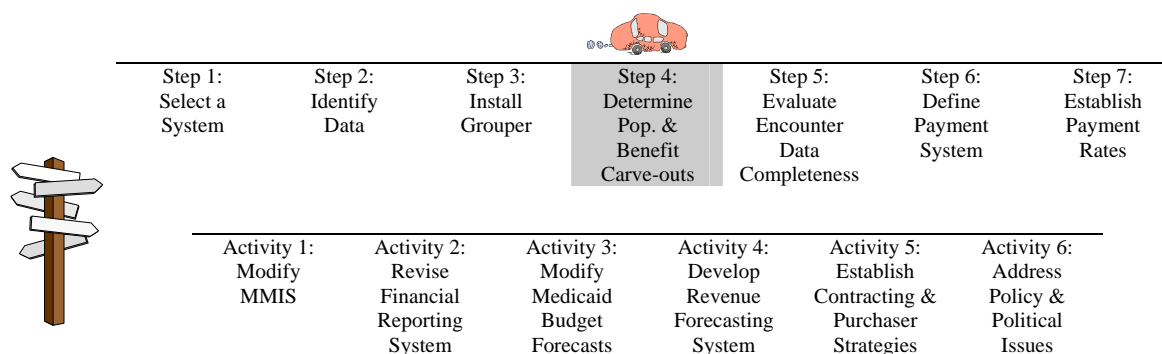 Step 1:
Select a
System
Step 2:
Identify
Data
Step 3:
Install
Grouper
Step 4:
Determine
Pop. &
Benefit
Carve-outs
Step 5:
Evaluate
Encounter
Data
Completeness
Step 6:
Define
Payment
System
Step 7:
Establish
Payment
Rates
Activity 1:
Modify
MMIS
Activity 2:
Revise
Financial
Reporting
System
Activity 3:
Modify
Medicaid
Budget
Forecasts
Activity 4:
Develop
Revenue
Forecasting
System
Activity 5:
Establish
Contracting &
Purchaser
Strategies
Activity 6:
Address
Policy &
Political
Issues